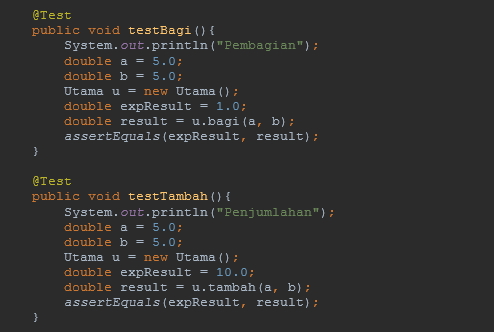 @Test
public void testBagi(){
System.out.println("Pembagian");
double a = 5.0;
double b = 5.0;
Utama u = new Utama();
double expResult = 1.0;
double result = u.bagi(a, b);
assertEquals(expResult, result);
}
@Test
public void testTambah(){
System.out.println("Penjumlahan");
double a = 5.0;
double b = 5.0;
Utama u = new Utama();
double expResult = 10.0;
double result = u.tambah(a, b);
assertEquals(expResult, result);
}